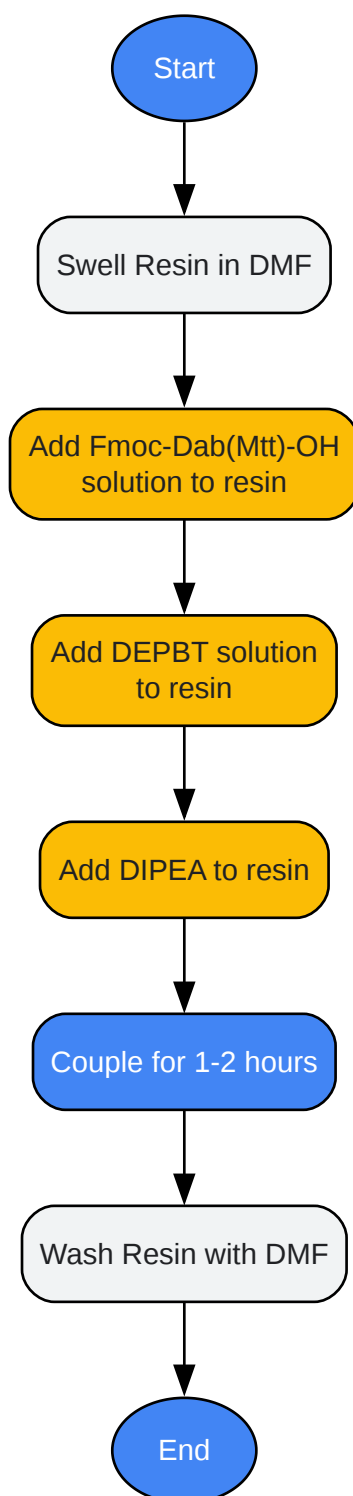 Start
Swell Resin in DMF
Add Fmoc-Dab(Mtt)-OH
solution to resin
Add DEPBT solution
to resin
Add DIPEA to resin
Couple for 1-2 hours
Wash Resin with DMF
End